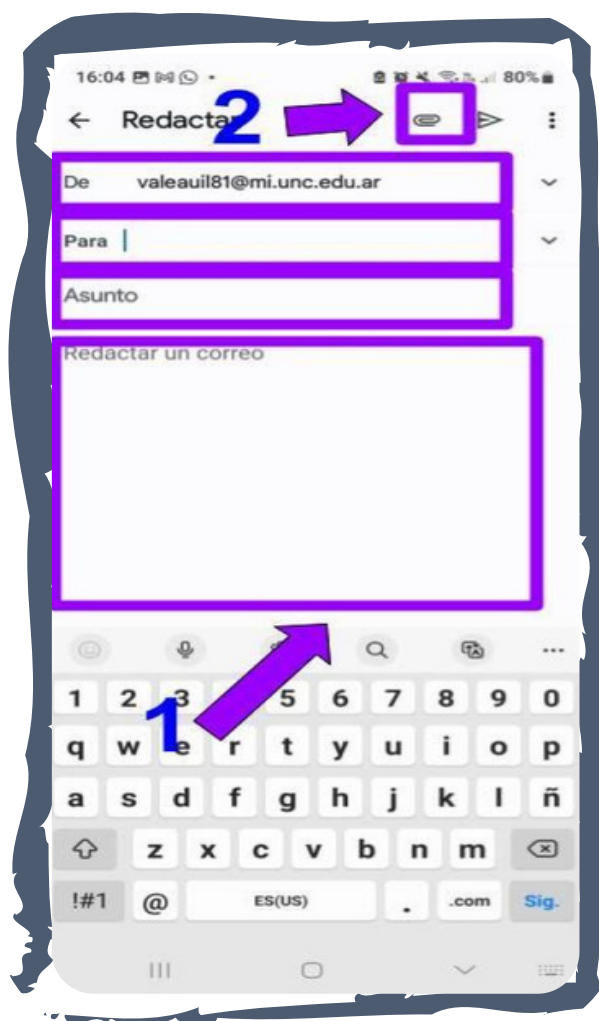 16:04 80%
Redactar
2
De valeauil81@mi.unc.edu.ar
Para
Asunto
Redactar un correo
1 2 3 5 6 7 8 9 0
1
q w e r t y u i o p
a s d f g h j k l ñ
z x c v b n m
!#1 @ ES(US) . .com Sig.